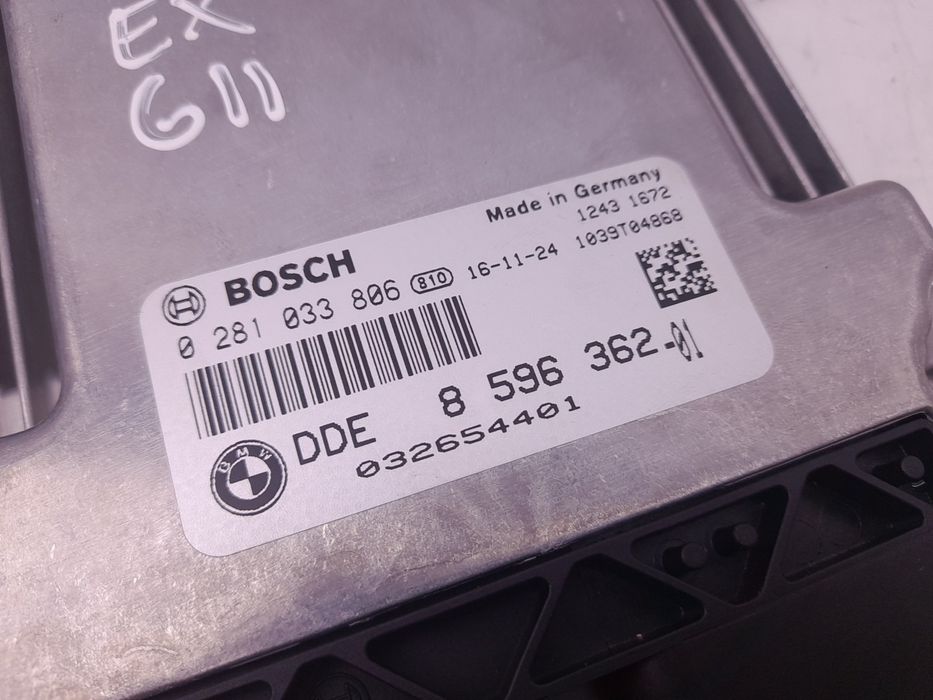 EX
G11
Made in Germany
1243 1672
BOSCH
0 281 033 806 810 16-11-24 1039T04868
DDE 8 596 362-01
032654401
BMW